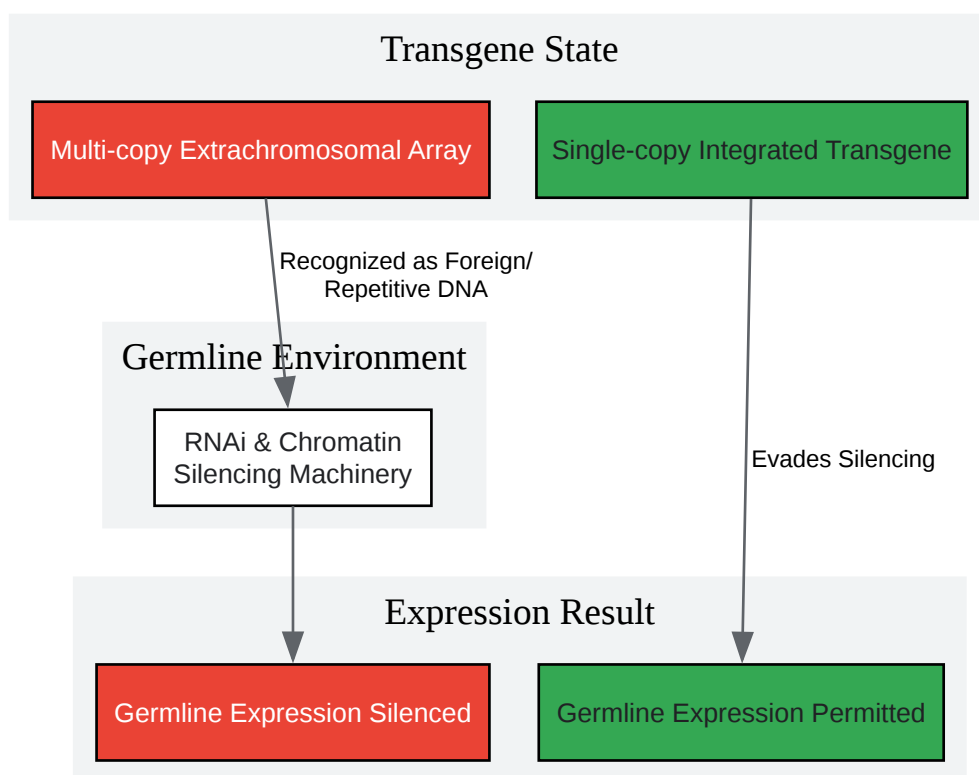 Transgene State
Multi-copy Extrachromosomal Array
Single-copy Integrated Transgene
Recognized as Foreign/
Repetitive DNA
Germline Environment
RNAi & Chromatin
Silencing Machinery
Evades Silencing
Expression Result
Germline Expression Silenced
Germline Expression Permitted